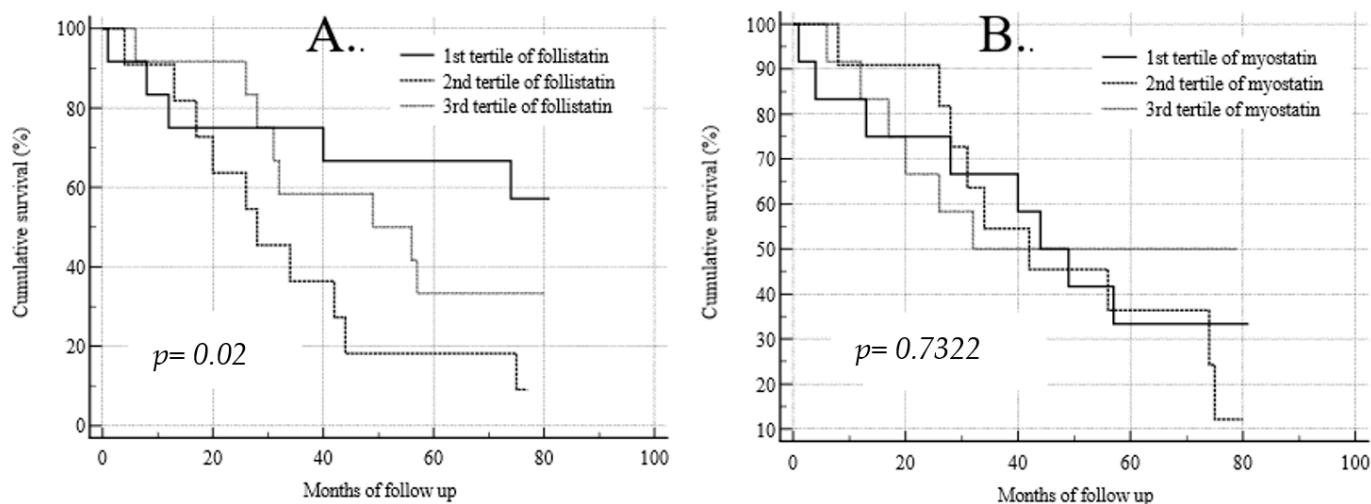 A..
1st tertile of follistatin
2nd tertile of follistatin
3rd tertile of follistatin
100
80
60
40
20
0
Cumulative survival (%)
p= 0.02
0 20 40 60 80 100
Months of follow up
B..
1st tertile of myostatin
2nd tertile of myostatin
3rd tertile of myostatin
100
90
80
70
60
50
40
30
20
10
Cumulative survival (%)
p= 0.7322
0 20 40 60 80 100
Months of follow up